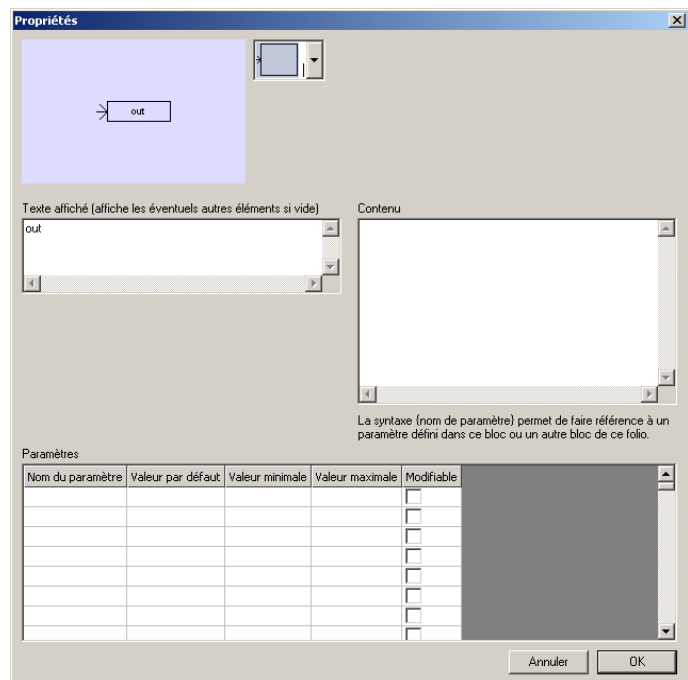 Propriétés
out
Texte affiché (affiche les éventuels autres éléments si vide)
Contenu
out
La syntaxe {nom de paramètre} permet de faire référence à un
paramètre défini dans ce bloc ou un autre bloc de ce folio.
Paramètres
Nom du paramètre Valeur par défaut Valeur minimale Valeur maximale Modifiable
Annuler OK